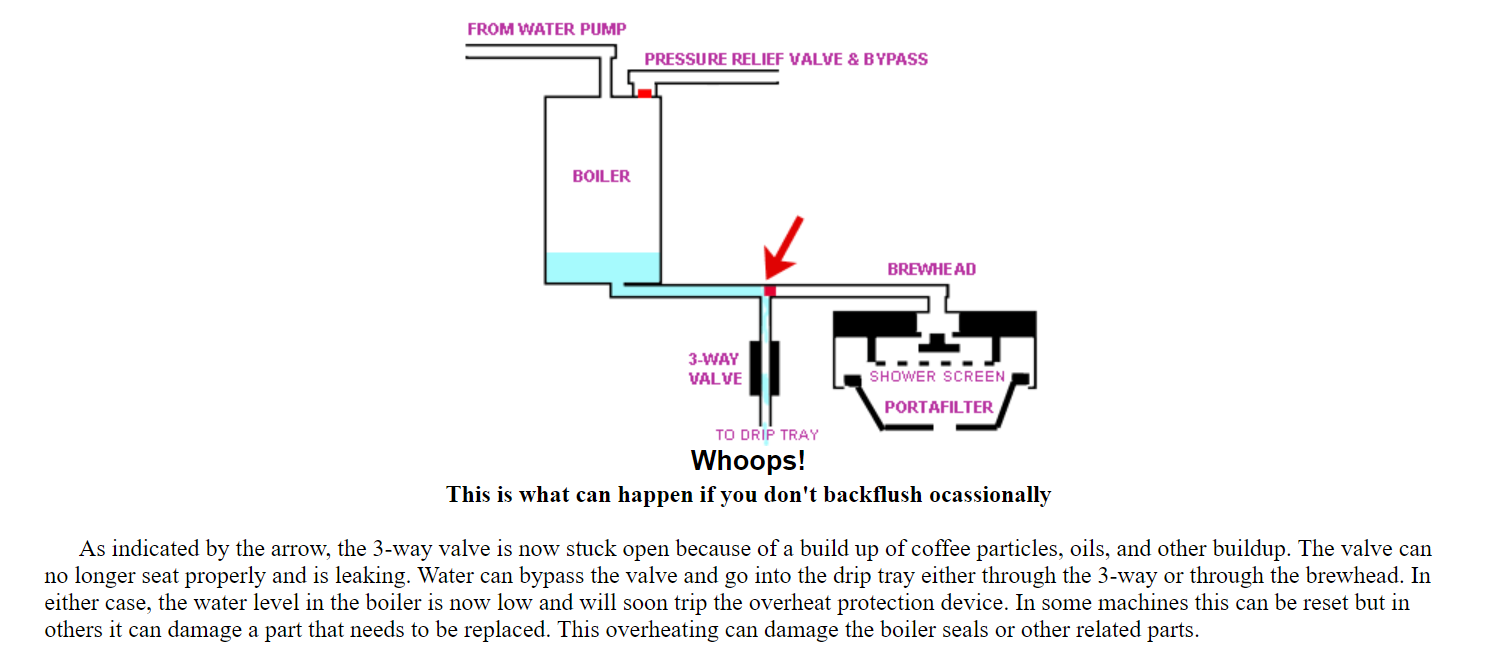 FROM WATER PUMP
PRESSURE RELIEF VALVE & BYPASS
BOILER
BREWHEAD
3-WAY
VALVE
SHOWER SCREEN
PORTAFILTER
TO DRIP TRAY
Whoops!
This is what can happen if you don't backflush ocassionally
As indicated by the arrow, the 3-way valve is now stuck open because of a build up of coffee particles, oils, and other buildup. The valve can
no longer seat properly and is leaking. Water can bypass the valve and go into the drip tray either through the 3-way or through the brewhead. In
either case, the water level in the boiler is now low and will soon trip the overheat protection device. In some machines this can be reset but in
others it can damage a part that needs to be replaced. This overheating can damage the boiler seals or other related parts.